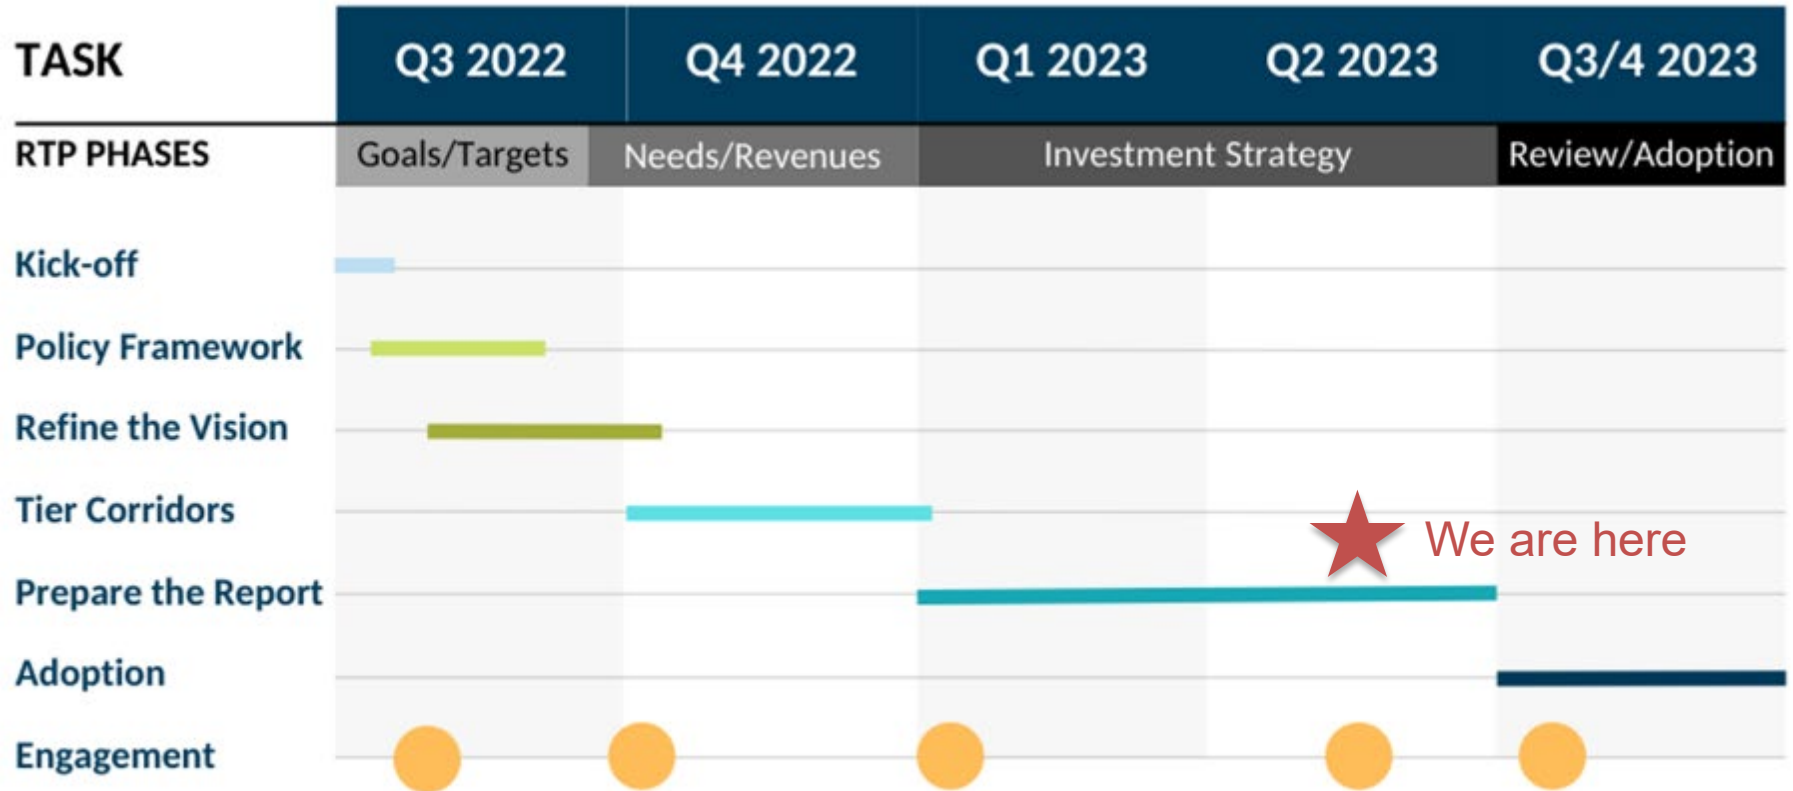 TASK Q3 2022 Q4 2022 Q1 2023 Q2 2023 Q3/4 2023
RTP PHASES Goals/Targets Needs/Revenues Investment Strategy Review/Adoption
Kick-off
Policy Framework
Refine the Vision
Tier Corridors
We are here
Prepare the Report
Adoption
Engagement